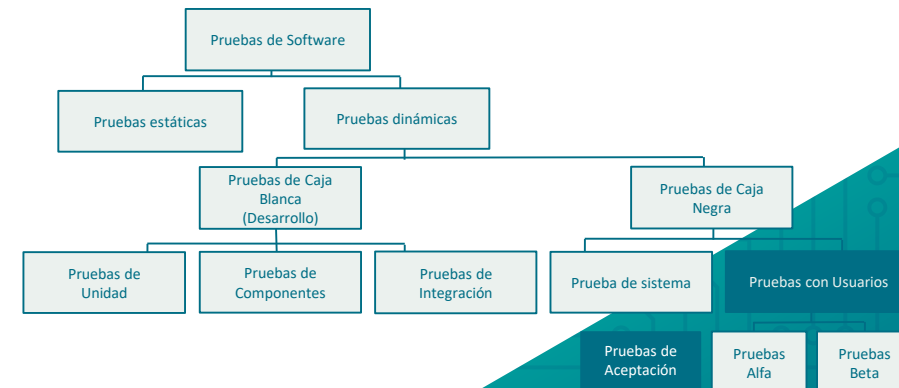 Pruebas de Software
Pruebas estáticas
Pruebas dinámicas
Pruebas de Caja
Blanca
(Desarrollo)
Pruebas de Caja
Negra
Pruebas de
Unidad
Pruebas de
Componentes
Pruebas de
Integración
Prueba de sistema
Pruebas con Usuarios
Pruebas de
Aceptación
Pruebas
Alfa
Pruebas
Beta